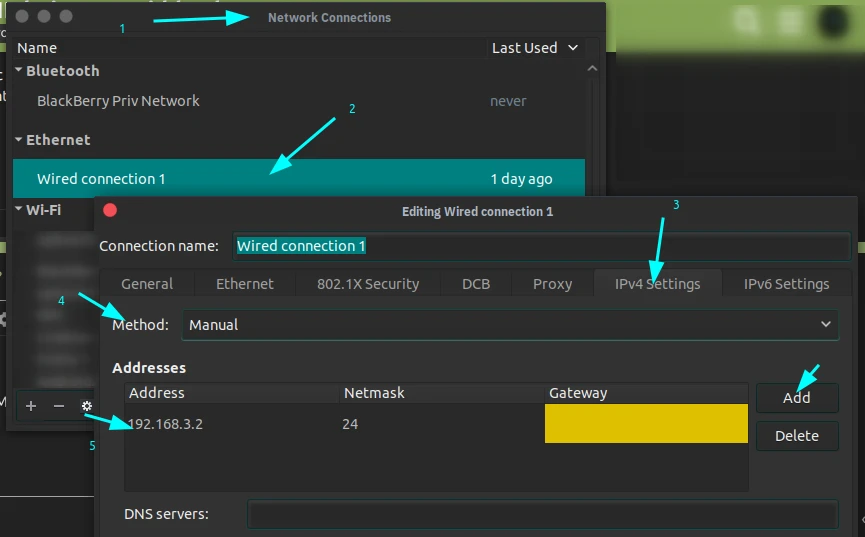 1
Network Connections
Name Last Used
Bluetooth
BlackBerry Priv Network never
2
Ethernet
Wired connection 1 1 day ago
Wi-Fi
3
Editing Wired connection 1
Connection name: Wired connection 1
General Ethernet 802.1X Security DCB Proxy IPv4 Settings IPv6 Settings
4
Method: Manual
Addresses
Address Netmask Gateway
Add
192.168.3.2 24
5
Delete
DNS servers: